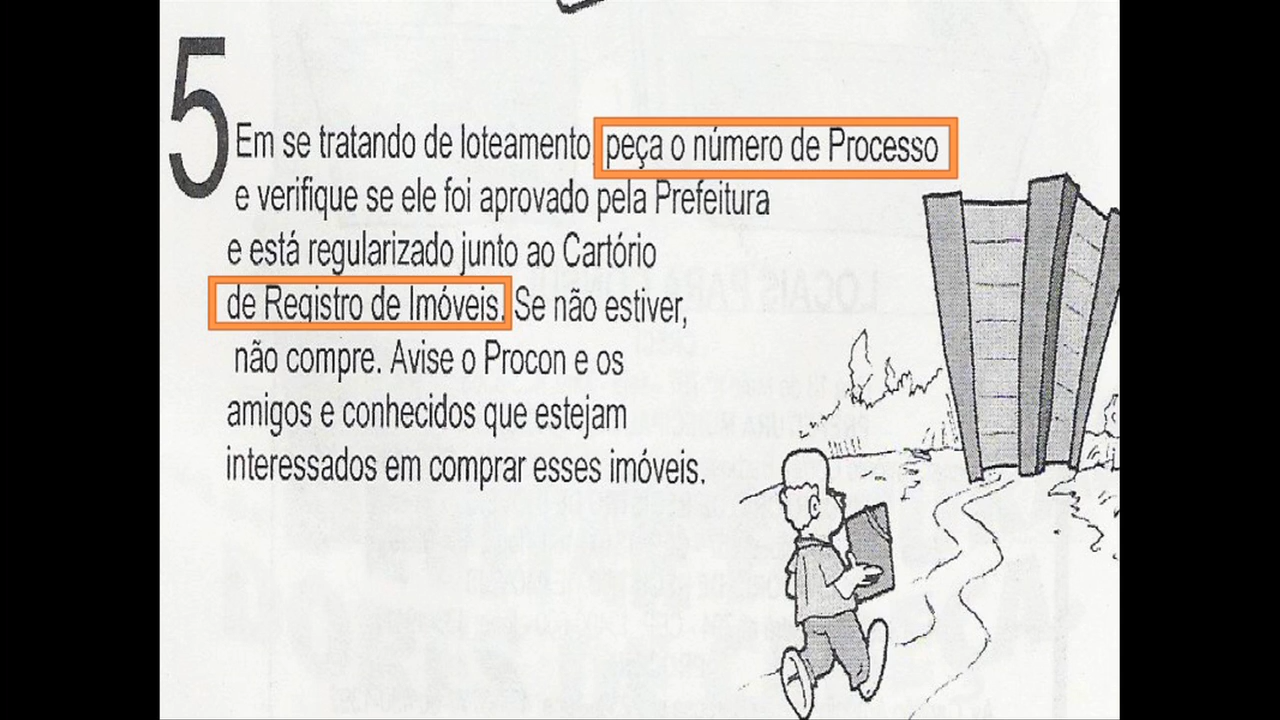 5
Em se tratando de loteamento, peça o número de Processo
e verifique se ele foi aprovado pela Prefeitura
e está regularizado junto ao Cartório
de Registro de Imóveis. Se não estiver,
não compre. Avise o Procon e os
amigos e conhecidos que estejam
interessados em comprar esses imóveis.
LOCAIS PARA